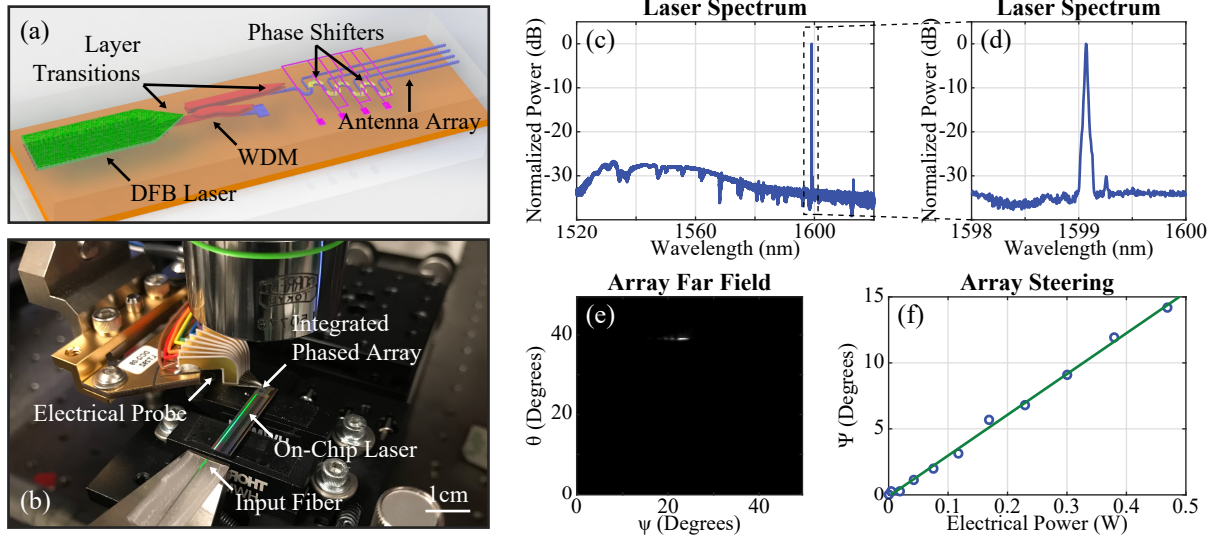 (a)
Layer
Transitions
Phase Shifters
Antenna Array
WDM
DFB Laser
(b)
Integrated
Phased Array
Electrical Probe
On-Chip Laser
Input Fiber
1cm
Laser Spectrum
(c)
Normalized Power (dB)
0
-10
-20
-30
1520
1560
1600
Wavelength (nm)
Laser Spectrum
(d)
Normalized Power (dB)
0
-10
-20
-30
1598
1599
1600
Wavelength (nm)
Array Far Field
(e)
θ (Degrees)
40
20
0
0
20
40
ψ (Degrees)
Array Steering
(f)
Ψ (Degrees)
15
10
5
0
0
0.1
0.2
0.3
0.4
0.5
Electrical Power (W)